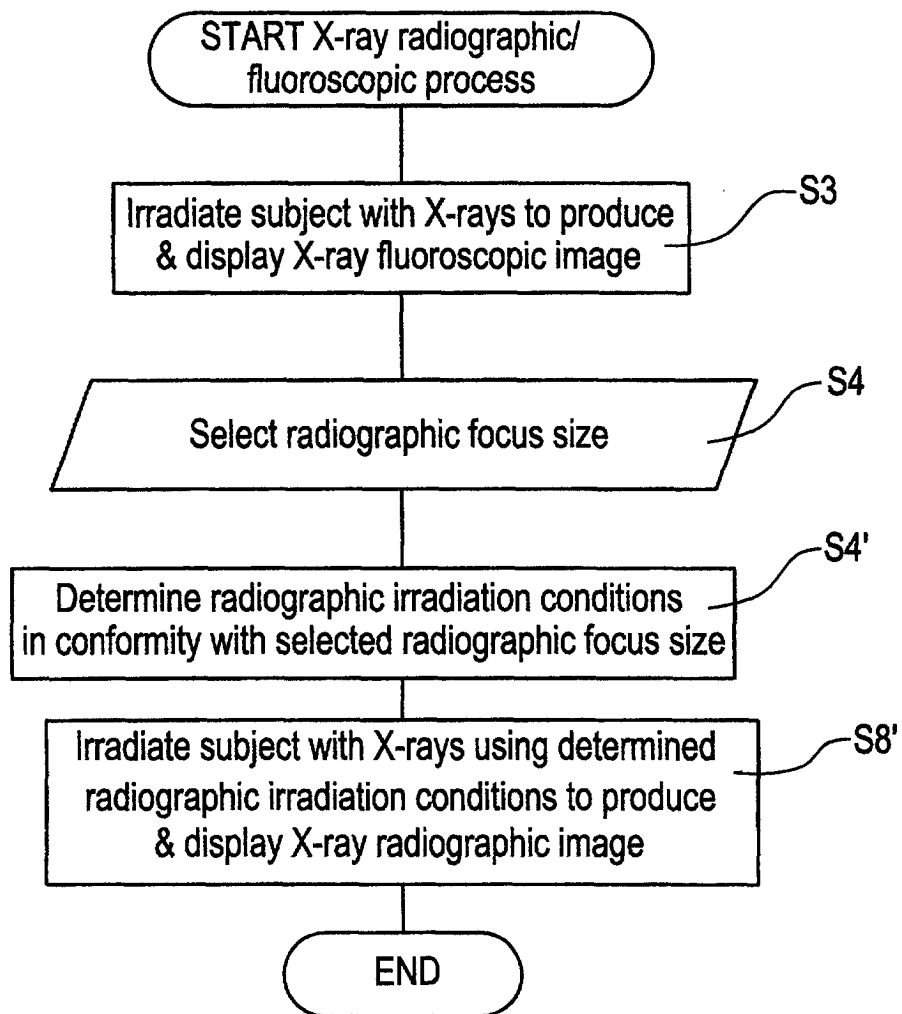 START X-ray radiographic/
fluoroscopic process
Irradiate subject with X-rays to produce
& display X-ray fluoroscopic image
S3
Select radiographic focus size
S4
Determine radiographic irradiation conditions
in conformity with selected radiographic focus size
S4'
Irradiate subject with X-rays using determined
radiographic irradiation conditions to produce
& display X-ray radiographic image
S8'
END